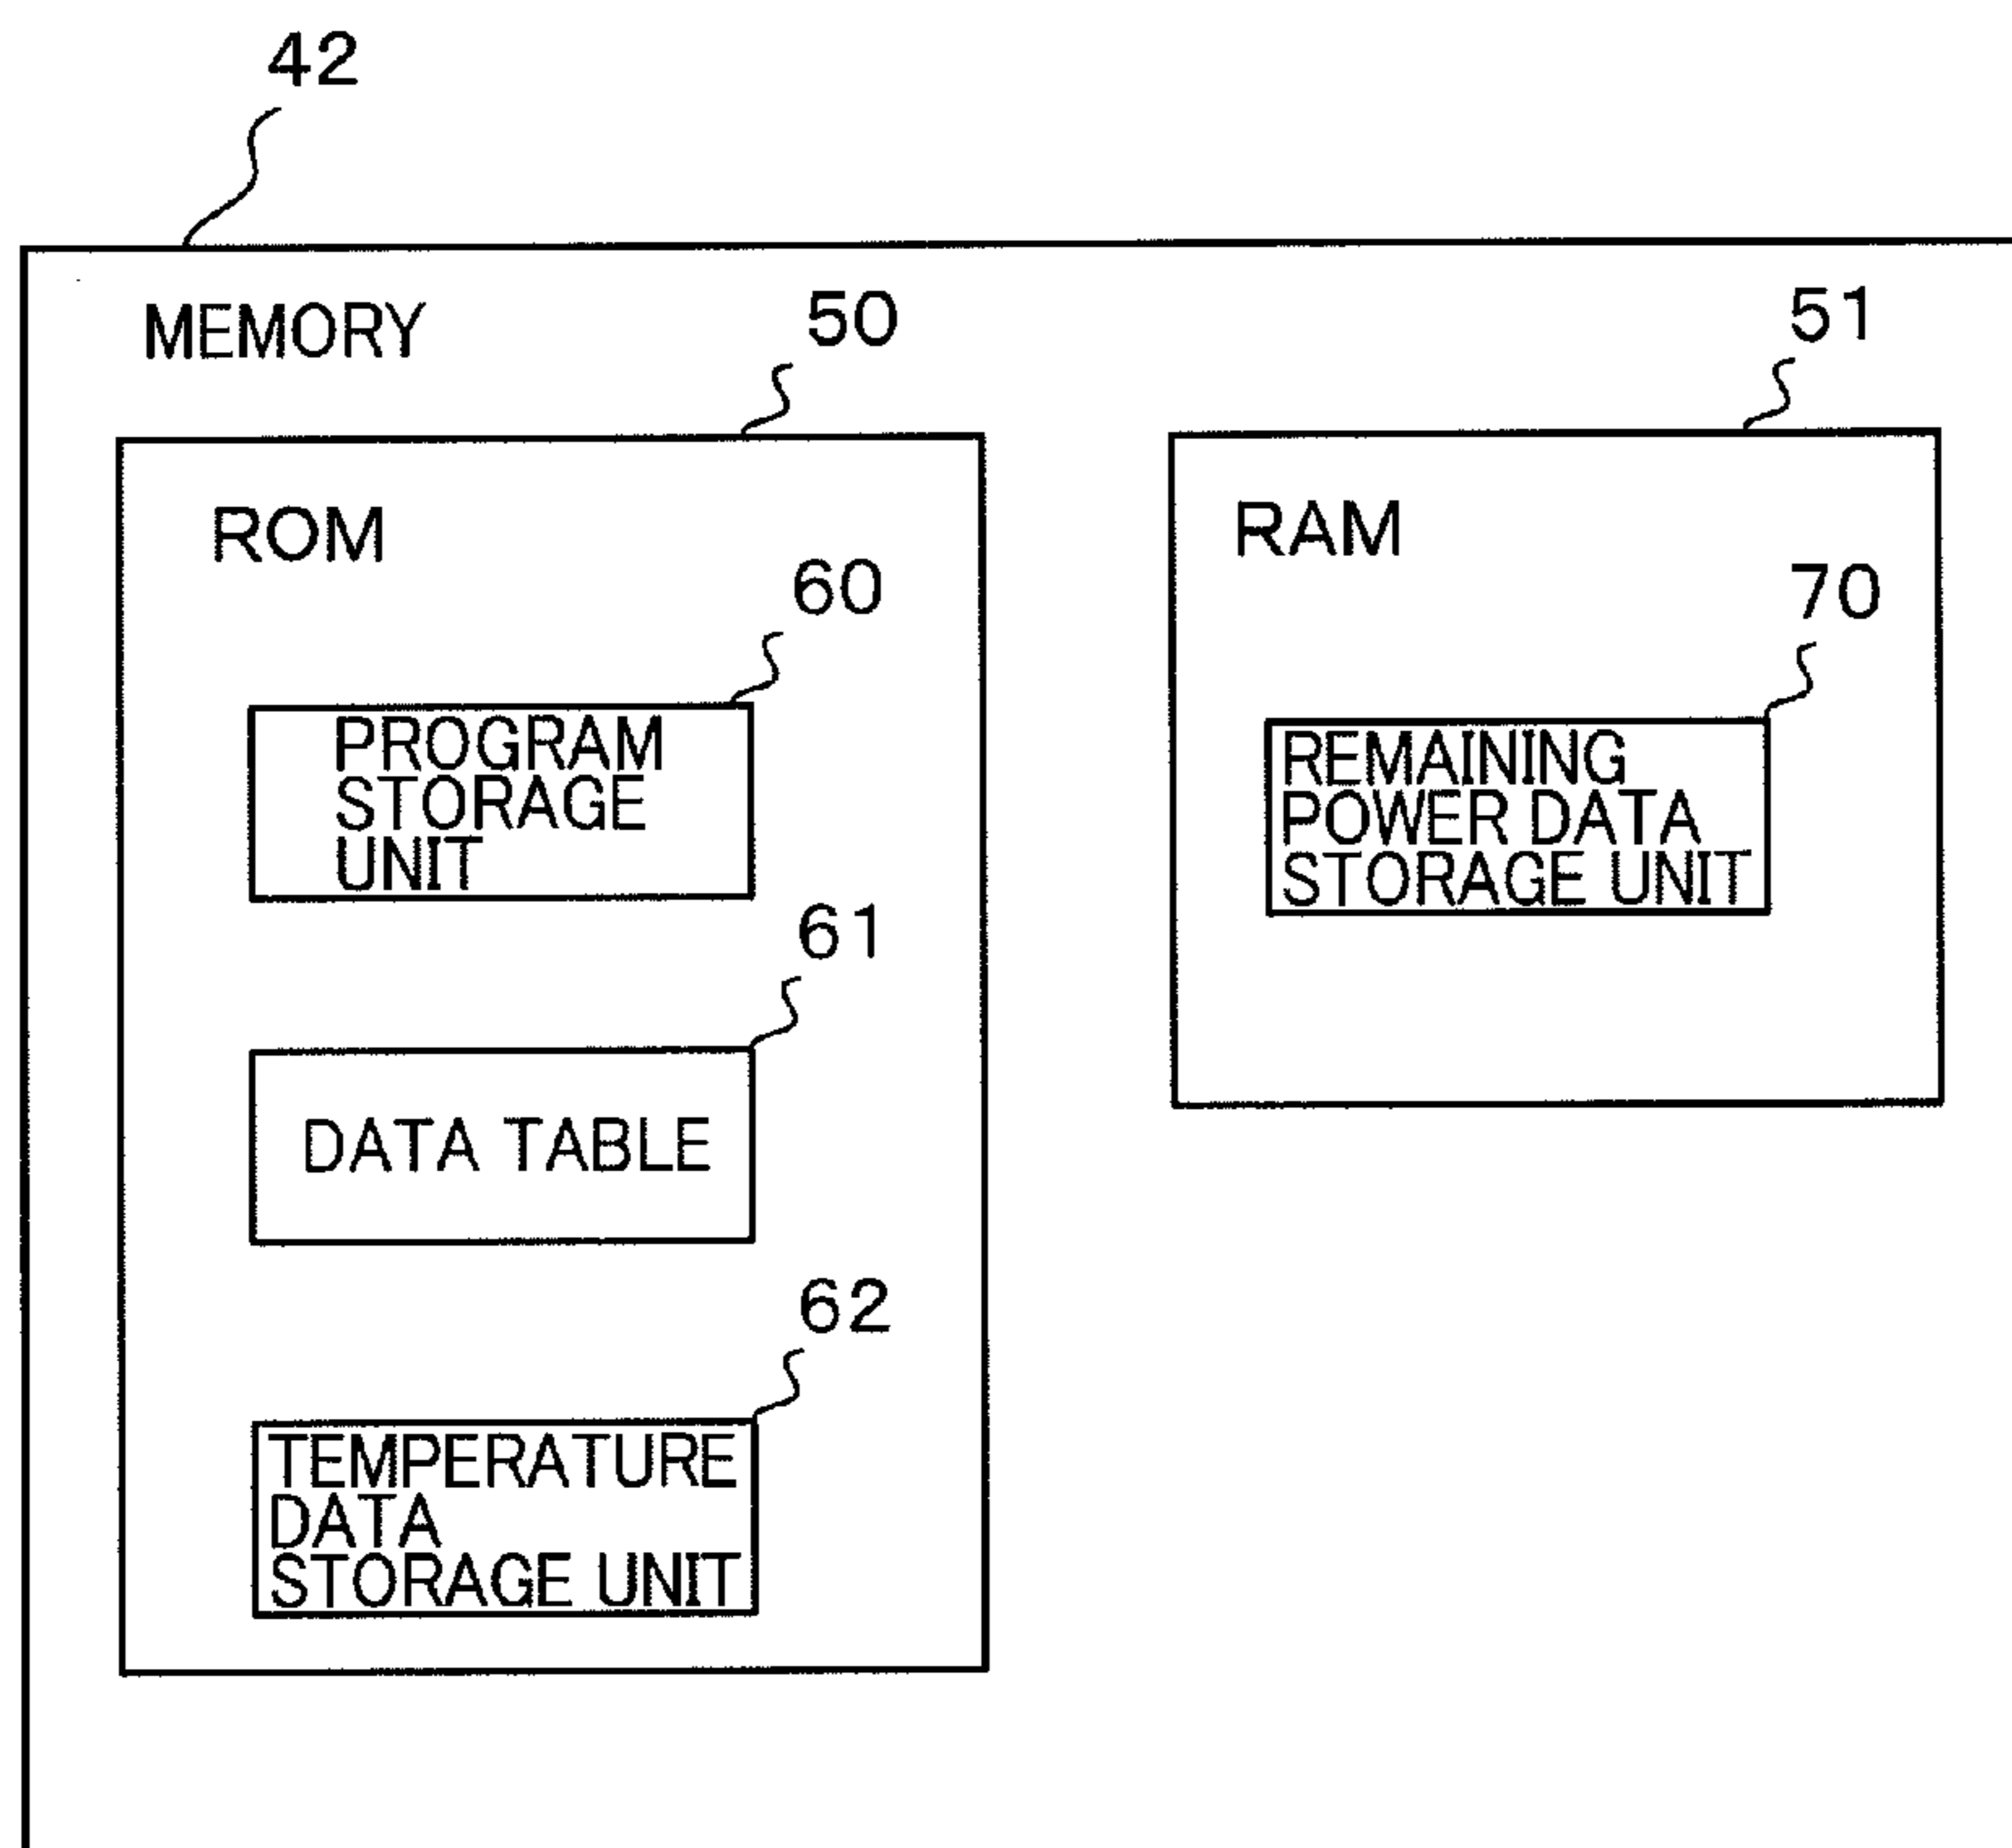 42
MEMORY
50
51
ROM
RAM
60
70
PROGRAM
STORAGE
UNIT
REMAINING
POWER DATA
STORAGE UNIT
61
DATA TABLE
62
TEMPERATURE
DATA
STORAGE UNIT